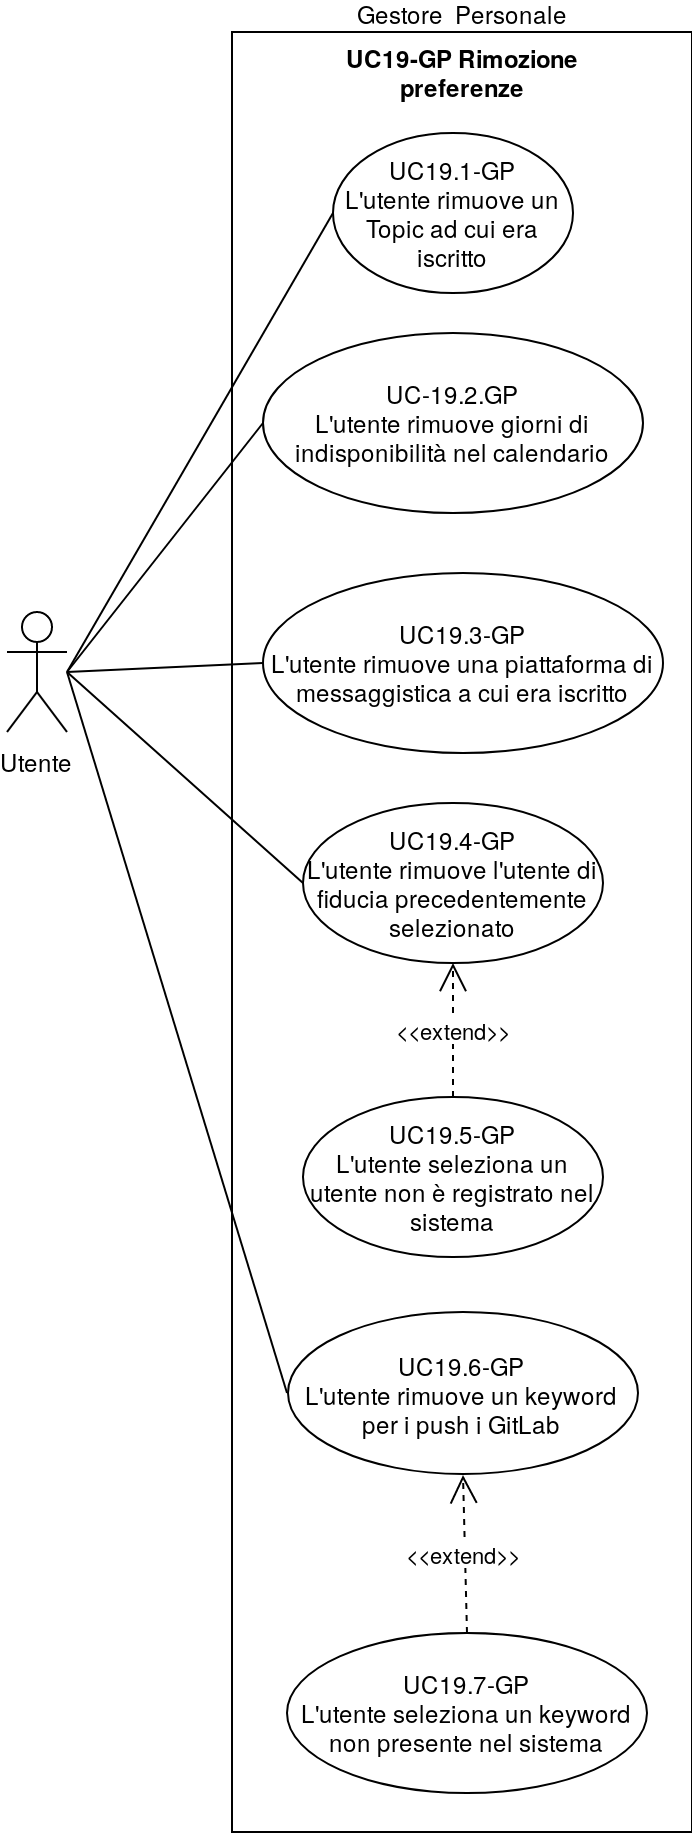 Gestore Personale
UC19-GP Rimozione
preferenze
UC19.1-GP
L'utente rimuove un
Topic ad cui era
iscritto
UC-19.2.GP
L'utente rimuove giorni di
indisponibilità nel calendario
UC19.3-GP
L'utente rimuove una piattaforma di
messaggistica a cui era iscritto
Utente
UC19.4-GP
L'utente rimuove l'utente di
fiducia precedentemente
selezionato
<<extend>>
UC19.5-GP
L'utente seleziona un
utente non è registrato nel
sistema
UC19.6-GP
L'utente rimuove un keyword
per i push i GitLab
<<extend>>
UC19.7-GP
L'utente seleziona un keyword
non presente nel sistema